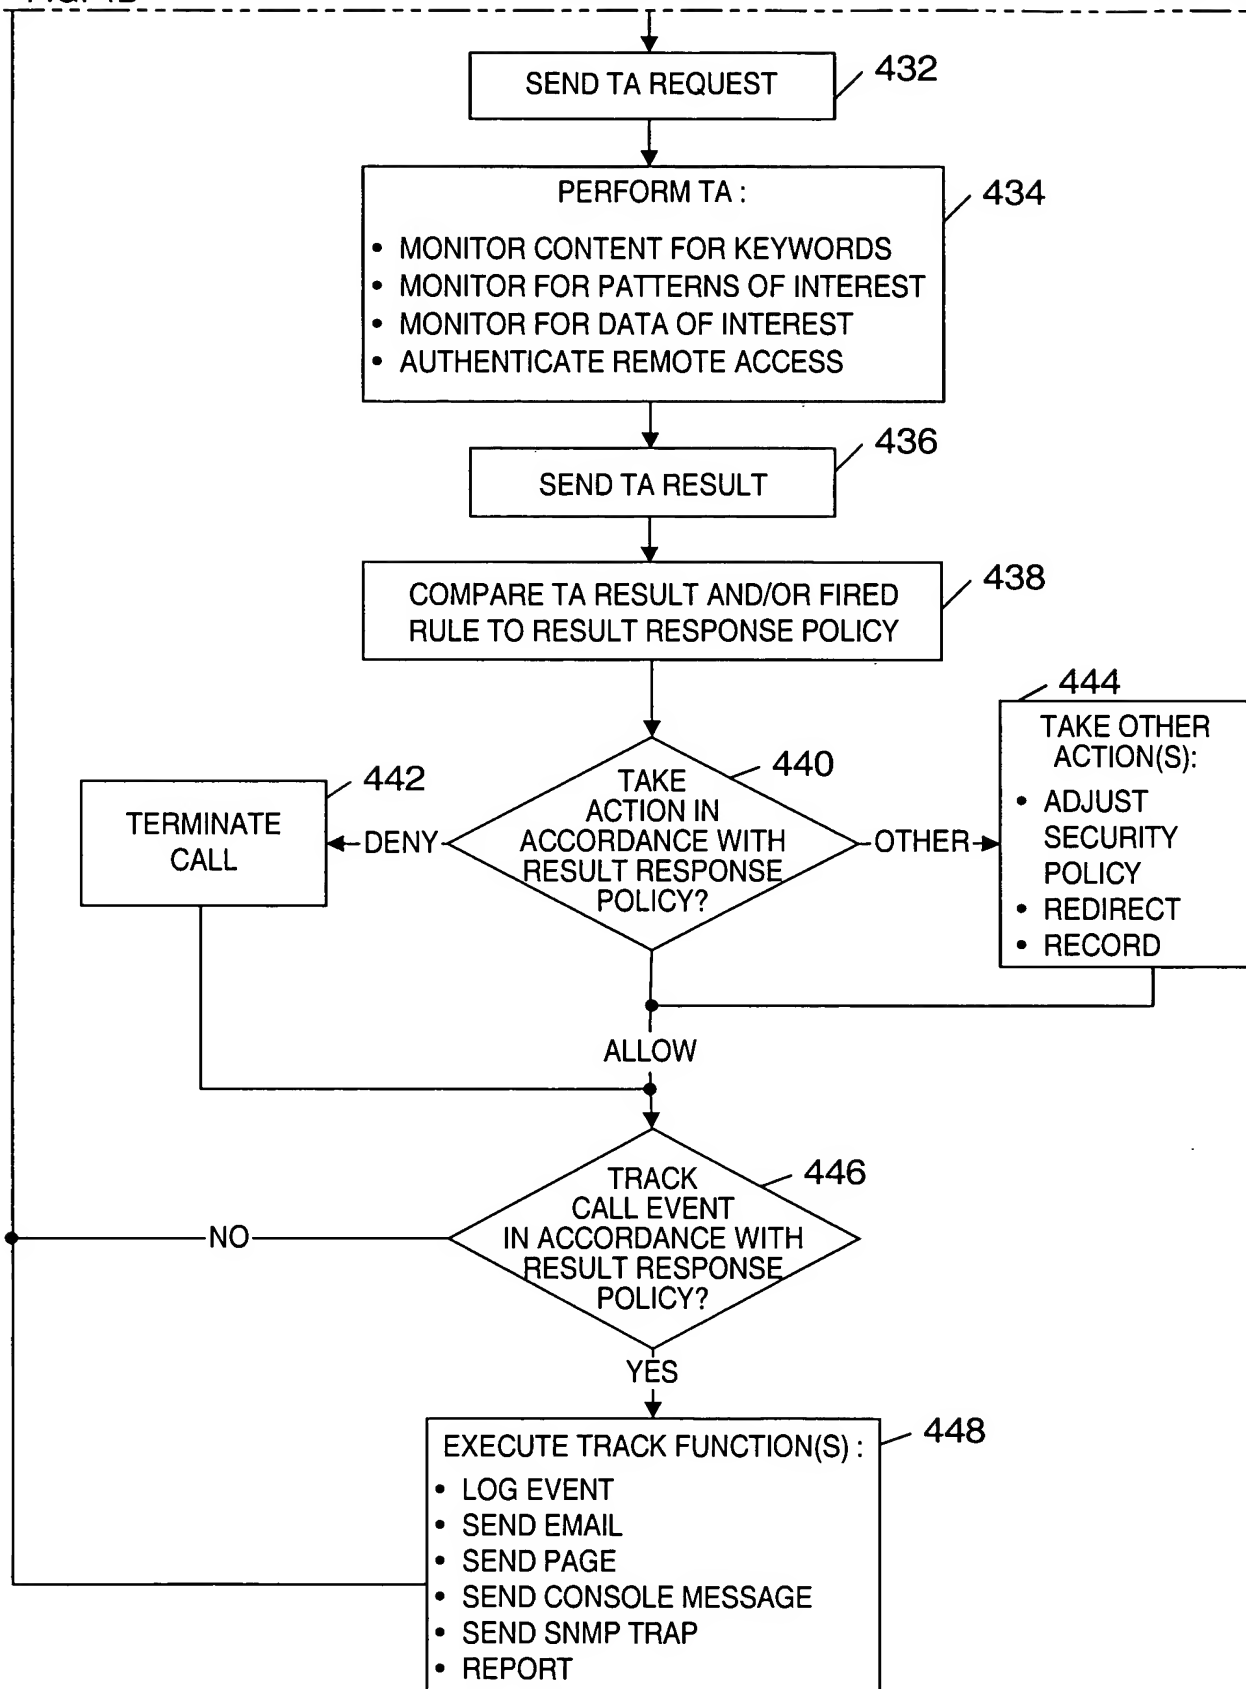 SEND TA REQUEST
432
PERFORM TA :
434
• MONITOR CONTENT FOR KEYWORDS
• MONITOR FOR PATTERNS OF INTEREST
• MONITOR FOR DATA OF INTEREST
• AUTHENTICATE REMOTE ACCESS
436
SEND TA RESULT
438
COMPARE TA RESULT AND/OR FIRED
RULE TO RESULT RESPONSE POLICY
444
TAKE OTHER
ACTION(S):
• ADJUST
SECURITY
POLICY
• REDIRECT
• RECORD
442
TERMINATE
CALL
DENY
440
TAKE
ACTION IN
ACCORDANCE WITH
RESULT RESPONSE
POLICY?
OTHER
ALLOW
446
TRACK
CALL EVENT
IN ACCORDANCE WITH
RESULT RESPONSE
POLICY?
NO
YES
448
EXECUTE TRACK FUNCTION(S) :
• LOG EVENT
• SEND EMAIL
• SEND PAGE
• SEND CONSOLE MESSAGE
• SEND SNMP TRAP
• REPORT